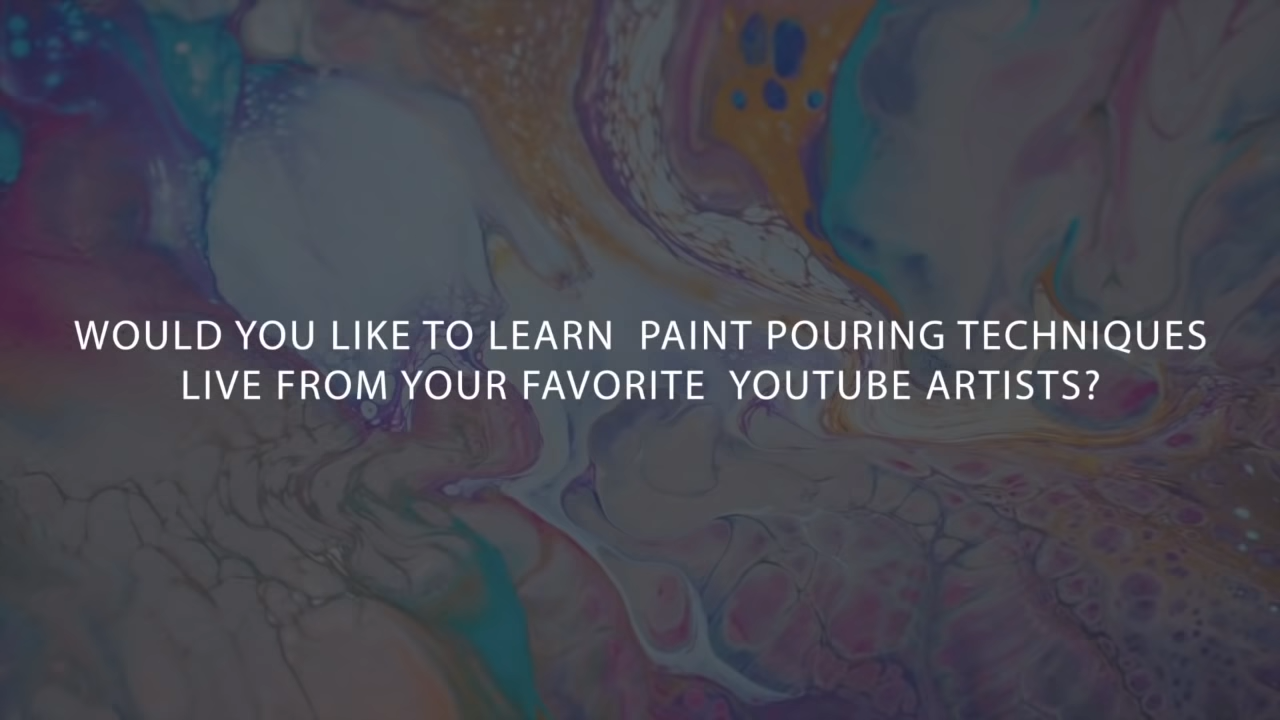 WOULD YOU LIKE TO LEARN  PAINT POURING TECHNIQUES
LIVE FROM YOUR FAVORITE  YOUTUBE ARTISTS?